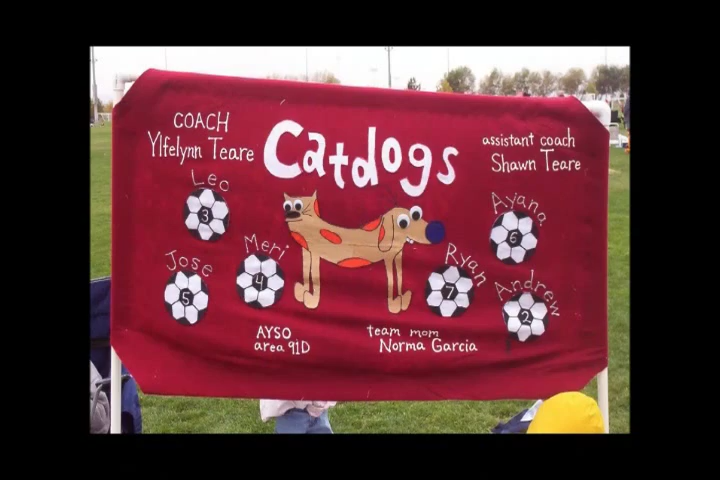 COACH
Ylfelynn Teare
Catdogs
assistant coach
Shawn Teare
Leo
3
Ayana
6
Jose
5
Meri
4
Ryan
7
Andrew
2
AYSO
area 91D
team mom
Norma Garcia